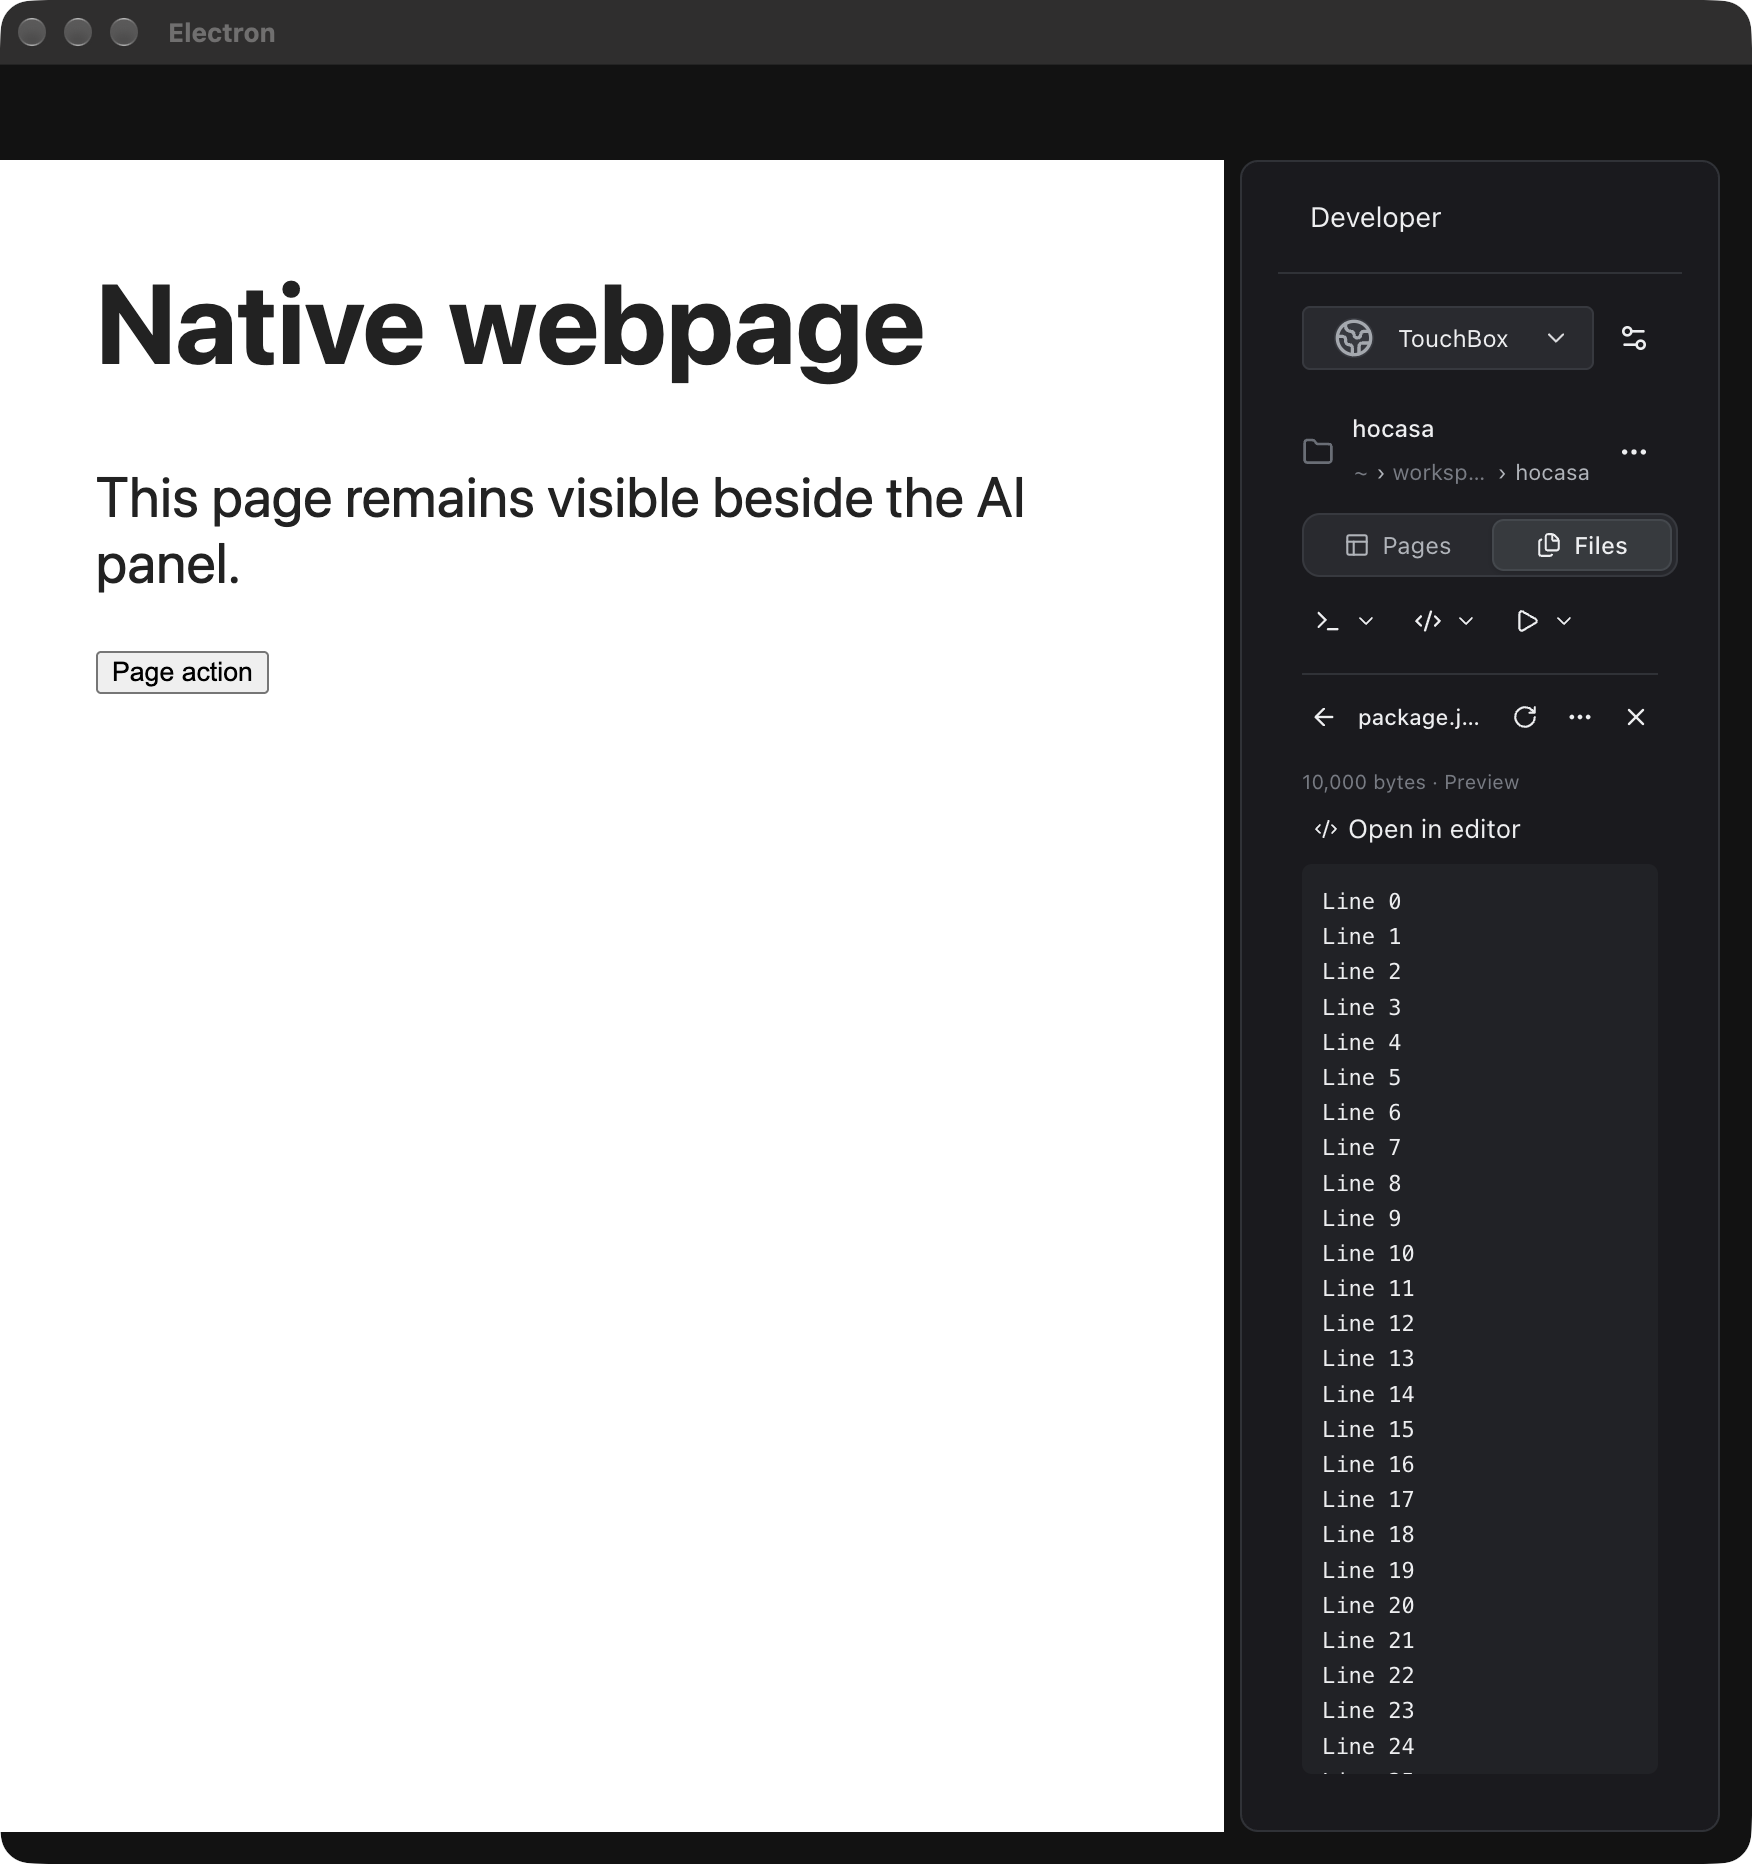 Electron
Native webpage
This page remains visible beside the AI
panel.
Page action
Developer
TouchBox
hocasa
~ › worksp... › hocasa
Pages
Files
package.j...
10,000 bytes · Preview
Open in editor
Line 0
Line 1
Line 2
Line 3
Line 4
Line 5
Line 6
Line 7
Line 8
Line 9
Line 10
Line 11
Line 12
Line 13
Line 14
Line 15
Line 16
Line 17
Line 18
Line 19
Line 20
Line 21
Line 22
Line 23
Line 24